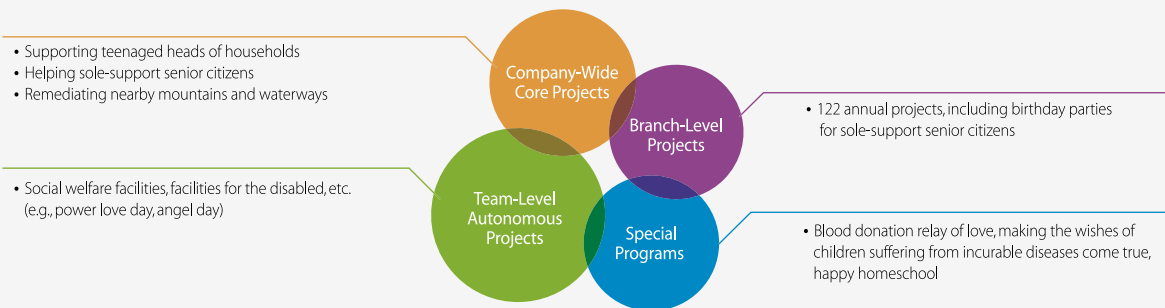 • Supporting teenaged heads of households
• Helping sole-support senior citizens
• Remediating nearby mountains and waterways
Company-Wide
Core Projects
Branch-Level
Projects
• 122 annual projects, including birthday parties
for sole-support senior citizens
• Social welfare facilities, facilities for the disabled, etc.
(e.g., power love day, angel day)
Team-Level
Autonomous
Projects
Special
Programs
• Blood donation relay of love, making the wishes of
children suffering from incurable diseases come true,
happy homeschool